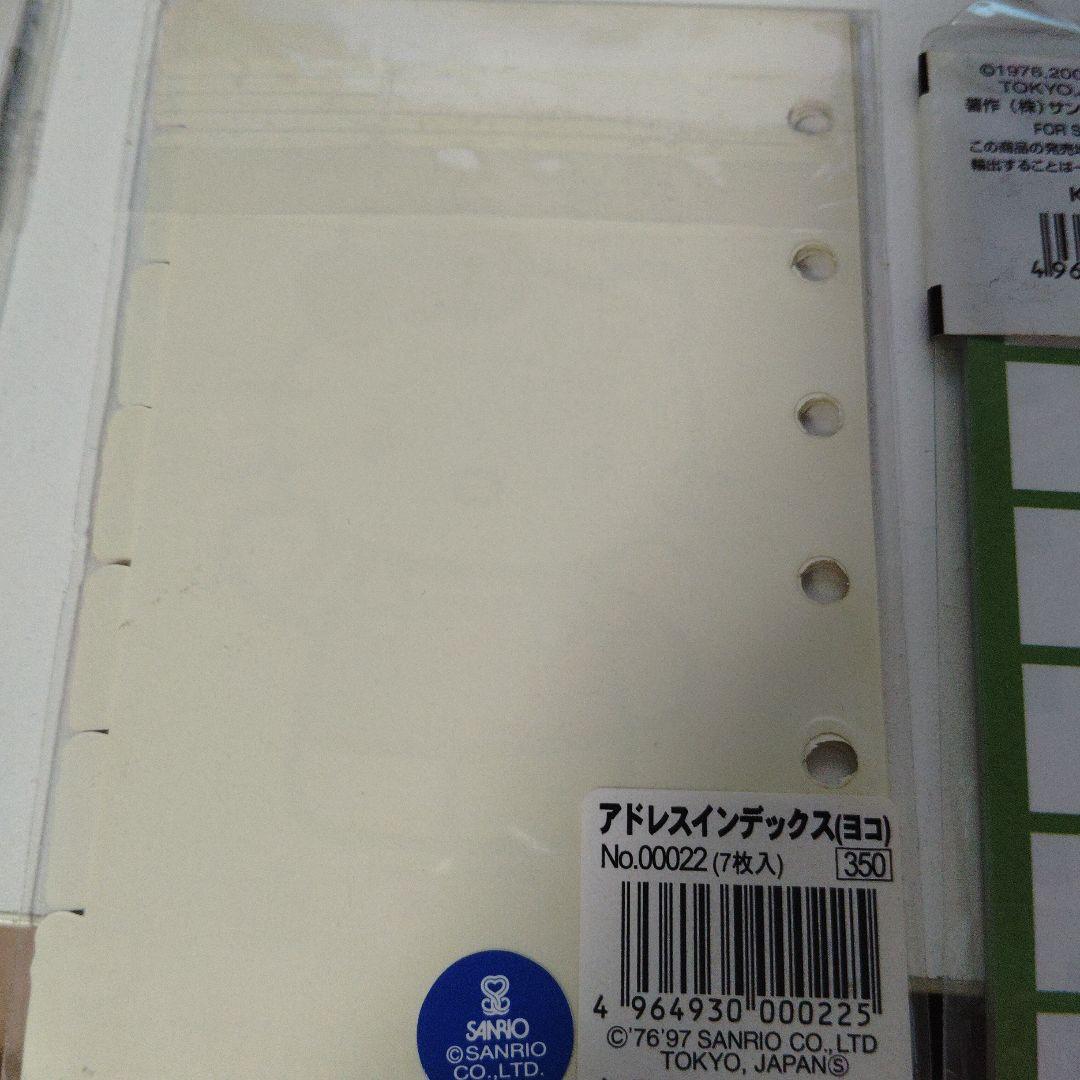 アドレスインデックス(ヨコ)
No.00022 (7枚入)
350
4 964930 000225
©'76'97 SANRIO CO.,LTD
TOKYO, JAPANⓈ
SANRIO
©SANRIO
CO.,LTD.
©1976,200
TOKYO,
著作 (株)サン
FOR S
この商品の発売
輸出することは一
K
496